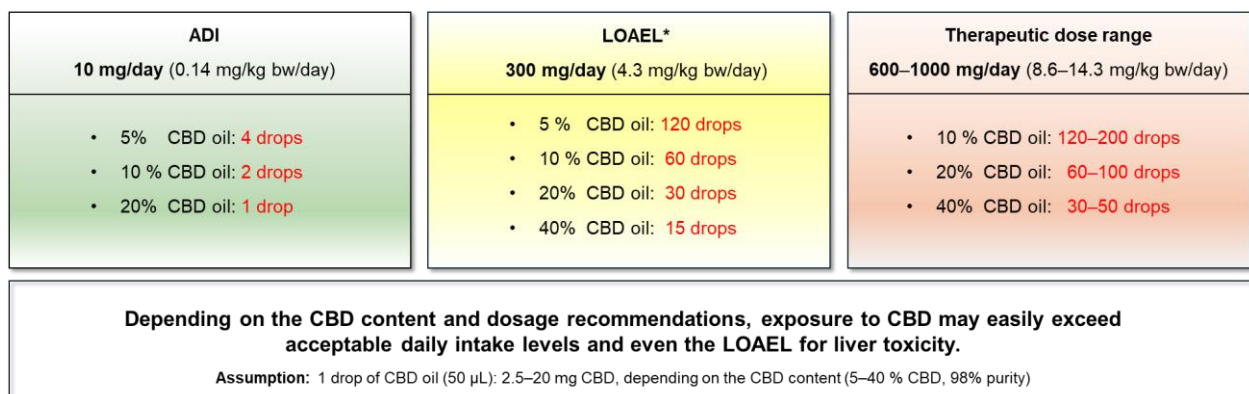 ADI
10 mg/day (0.14 mg/kg bw/day)
• 5% CBD oil: 4 drops
• 10 % CBD oil: 2 drops
• 20% CBD oil: 1 drop
LOAEL*
300 mg/day (4.3 mg/kg bw/day)
• 5 % CBD oil: 120 drops
• 10 % CBD oil: 60 drops
• 20% CBD oil: 30 drops
• 40% CBD oil: 15 drops
Therapeutic dose range
600–1000 mg/day (8.6–14.3 mg/kg bw/day)
• 10 % CBD oil: 120–200 drops
• 20% CBD oil: 60–100 drops
• 40% CBD oil: 30–50 drops
Depending on the CBD content and dosage recommendations, exposure to CBD may easily exceed
acceptable daily intake levels and even the LOAEL for liver toxicity.
Assumption: 1 drop of CBD oil (50 µL): 2.5–20 mg CBD, depending on the CBD content (5–40 % CBD, 98% purity)